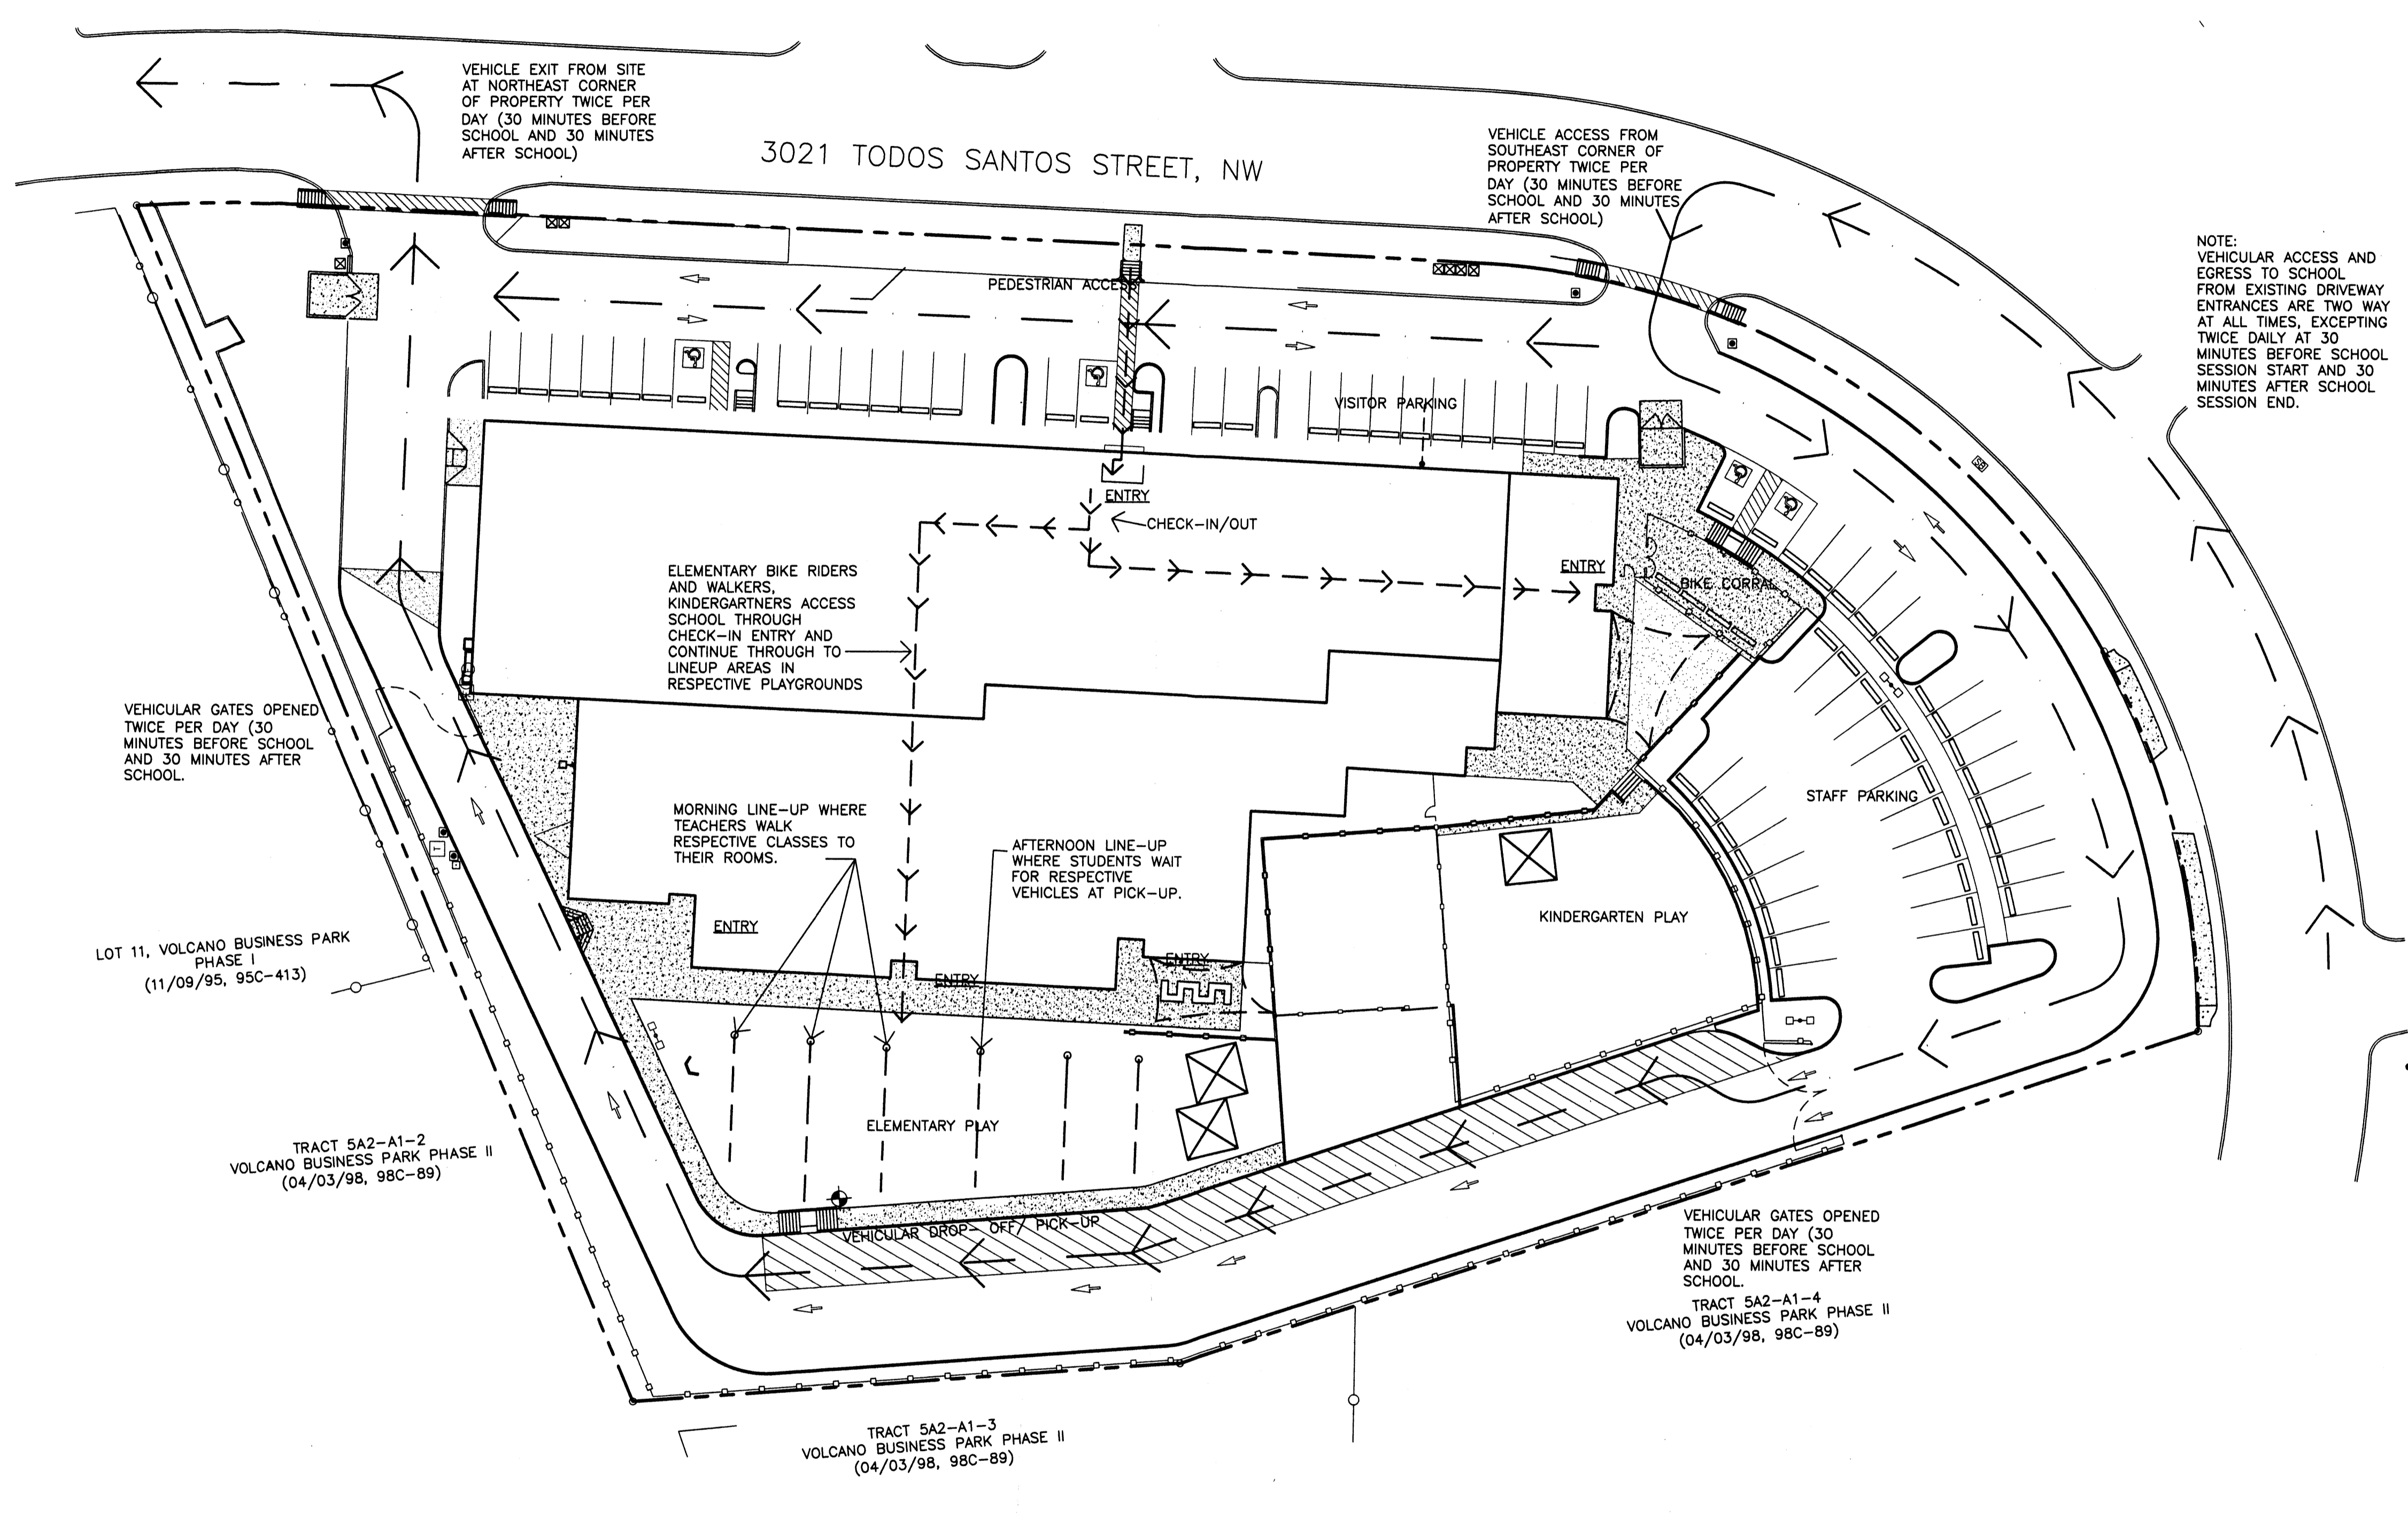 VEHICLE EXIT FROM SITE
AT NORTHEAST CORNER
OF PROPERTY TWICE PER
DAY (30 MINUTES BEFORE
SCHOOL AND 30 MINUTES
AFTER SCHOOL)
3021 TODOS SANTOS STREET, NW
VEHICLE ACCESS FROM
SOUTHEAST CORNER OF
PROPERTY TWICE PER
DAY (30 MINUTES BEFORE
SCHOOL AND 30 MINUTES
AFTER SCHOOL)
NOTE:
VEHICULAR ACCESS AND
EGRESS TO SCHOOL
FROM EXISTING DRIVEWAY
ENTRANCES ARE TWO WAY
AT ALL TIMES, EXCEPTING
TWICE DAILY AT 30
MINUTES BEFORE SCHOOL
SESSION START AND 30
MINUTES AFTER SCHOOL
SESSION END.
PEDESTRIAN ACCESS
VISITOR PARKING
ENTRY
CHECK-IN/OUT
ENTRY
BIKE CORRAL
ELEMENTARY BIKE RIDERS
AND WALKERS,
KINDERGARTNERS ACCESS
SCHOOL THROUGH
CHECK-IN ENTRY AND
CONTINUE THROUGH TO
LINEUP AREAS IN
RESPECTIVE PLAYGROUNDS
VEHICULAR GATES OPENED
TWICE PER DAY (30
MINUTES BEFORE SCHOOL
AND 30 MINUTES AFTER
SCHOOL.
STAFF PARKING
MORNING LINE-UP WHERE
TEACHERS WALK
RESPECTIVE CLASSES TO
THEIR ROOMS.
AFTERNOON LINE-UP
WHERE STUDENTS WAIT
FOR RESPECTIVE
VEHICLES AT PICK-UP.
T
KINDERGARTEN PLAY
ENTRY
ENTRY
ENTRY
LOT 11, VOLCANO BUSINESS PARK
PHASE I
(11/09/95, 95C-413)
ELEMENTARY PLAY
TRACT 5A2-A1-2
VOLCANO BUSINESS PARK PHASE II
(04/03/98, 98C-89)
VEHICULAR DROP- OFF/ PICK-UP
VEHICULAR GATES OPENED
TWICE PER DAY (30
MINUTES BEFORE SCHOOL
AND 30 MINUTES AFTER
SCHOOL.
TRACT 5A2-A1-4
VOLCANO BUSINESS PARK PHASE II
(04/03/98, 98C-89)
TRACT 5A2-A1-3
VOLCANO BUSINESS PARK PHASE II
(04/03/98, 98C-89)